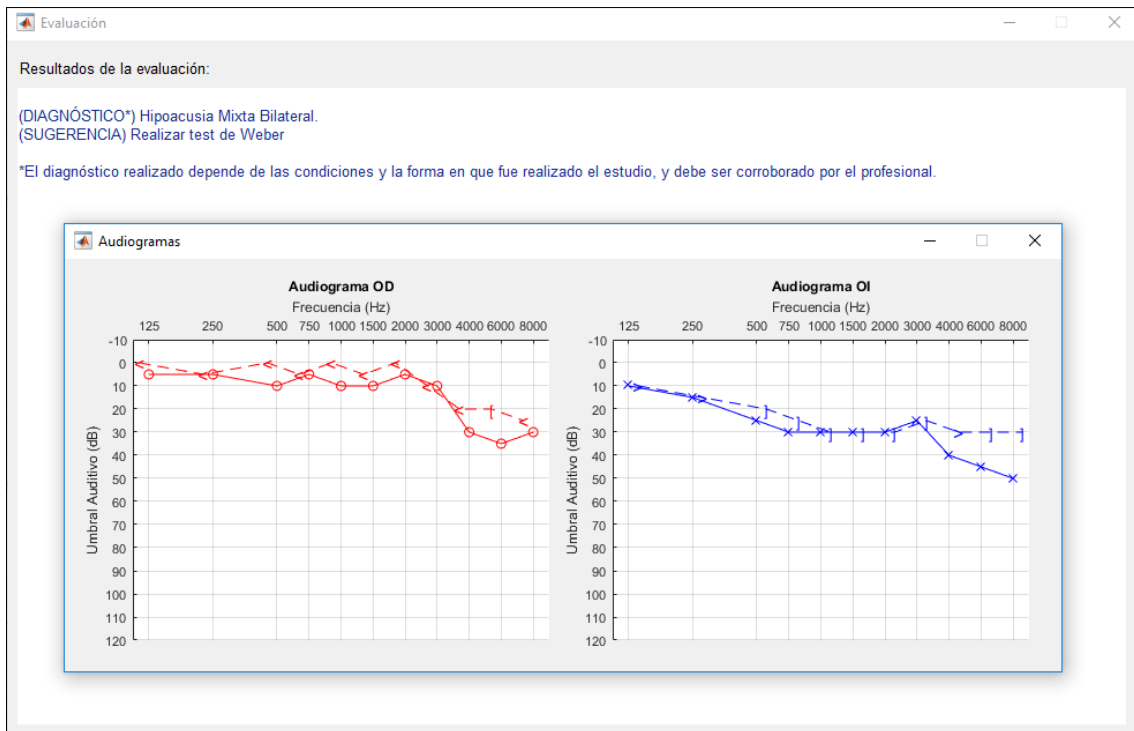 Evaluación
Resultados de la evaluación:
(DIAGNÓSTICO*) Hipoacusia Mixta Bilateral.
(SUGERENCIA) Realizar test de Weber
*El diagnóstico realizado depende de las condiciones y la forma en que fue realizado el estudio, y debe ser corroborado por el profesional.
Audiogramas
Audiograma OD
Frecuencia (Hz)
125 250 500 750 1000 1500 2000 3000 4000 6000 8000
-10
0
10
20
30
40
50
60
70
80
90
100
110
120
Umbral Auditivo (dB)
Audiograma OI
Frecuencia (Hz)
125 250 500 750 1000 1500 2000 3000 4000 6000 8000
-10
0
10
20
30
40
50
60
70
80
90
100
110
120
Umbral Auditivo (dB)